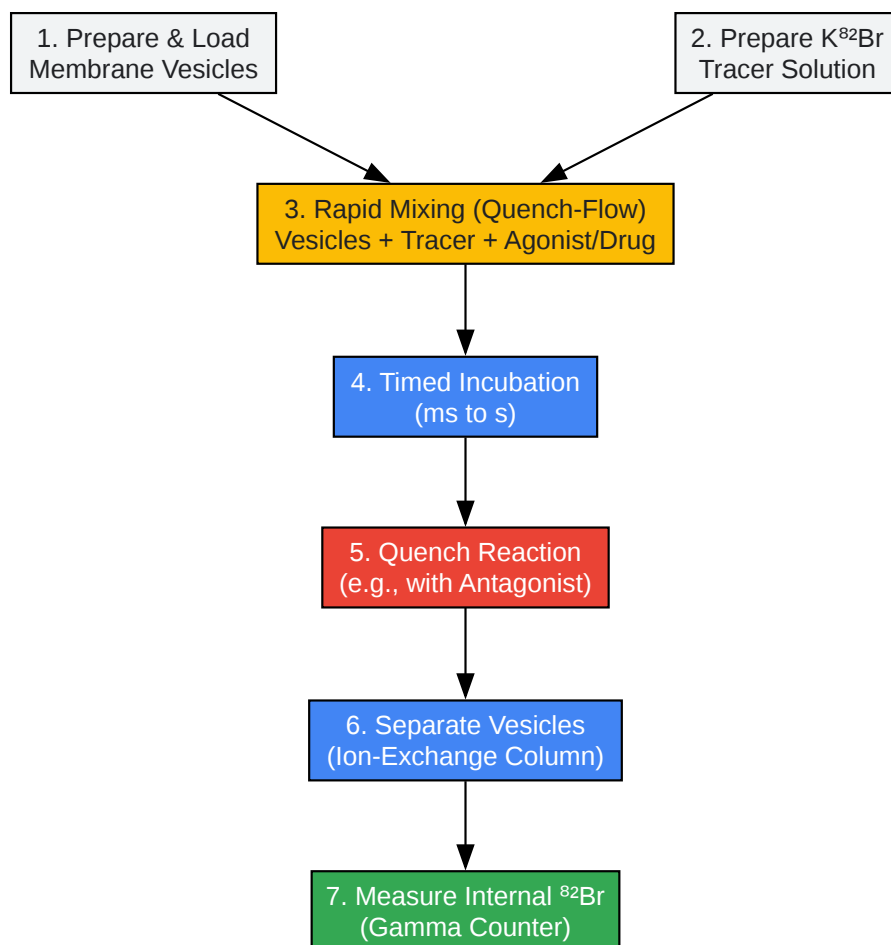 1. Prepare & Load
Membrane Vesicles
2. Prepare K⁸²Br
Tracer Solution
3. Rapid Mixing (Quench-Flow)
Vesicles + Tracer + Agonist/Drug
4. Timed Incubation
(ms to s)
5. Quench Reaction
(e.g., with Antagonist)
6. Separate Vesicles
(Ion-Exchange Column)
7. Measure Internal ⁸²Br
(Gamma Counter)